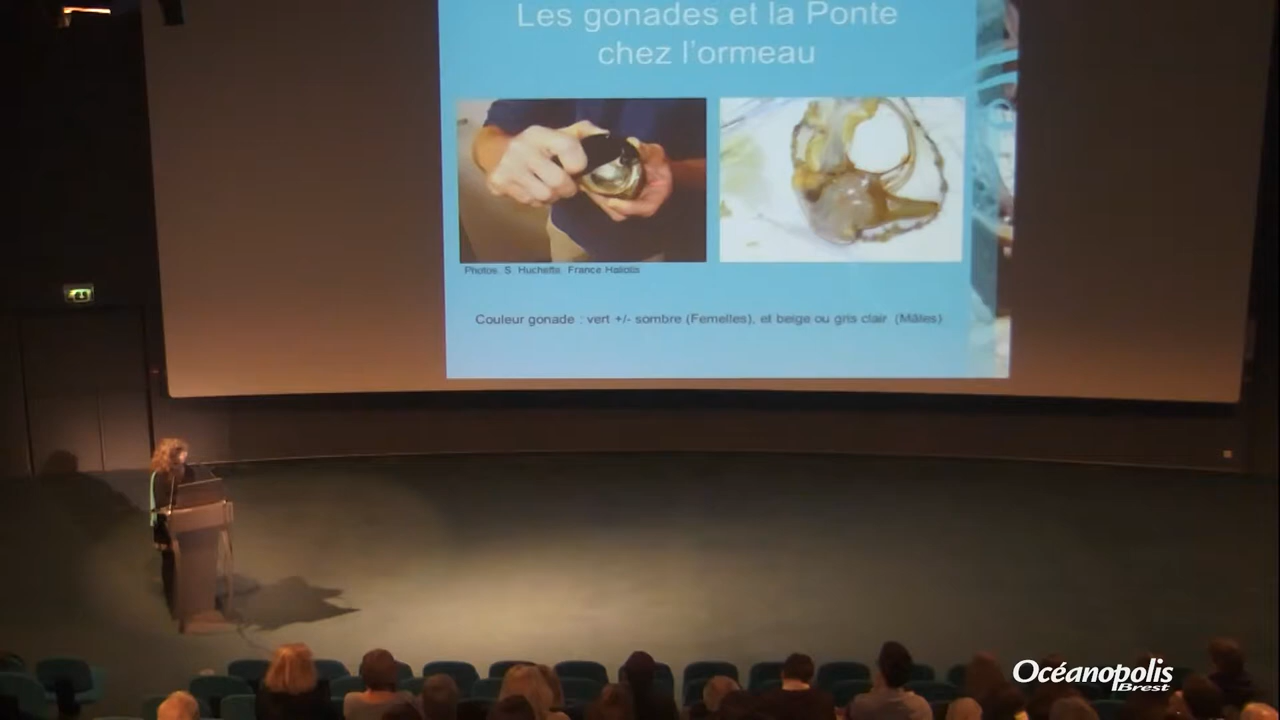 Les gonades et la Ponte
chez l'ormeau
Photos. S. Huchette. France Haliotis
Couleur gonade : vert +/- sombre (Femelles), et beige ou gris clair (Mâles)
Océanopolis
Brest